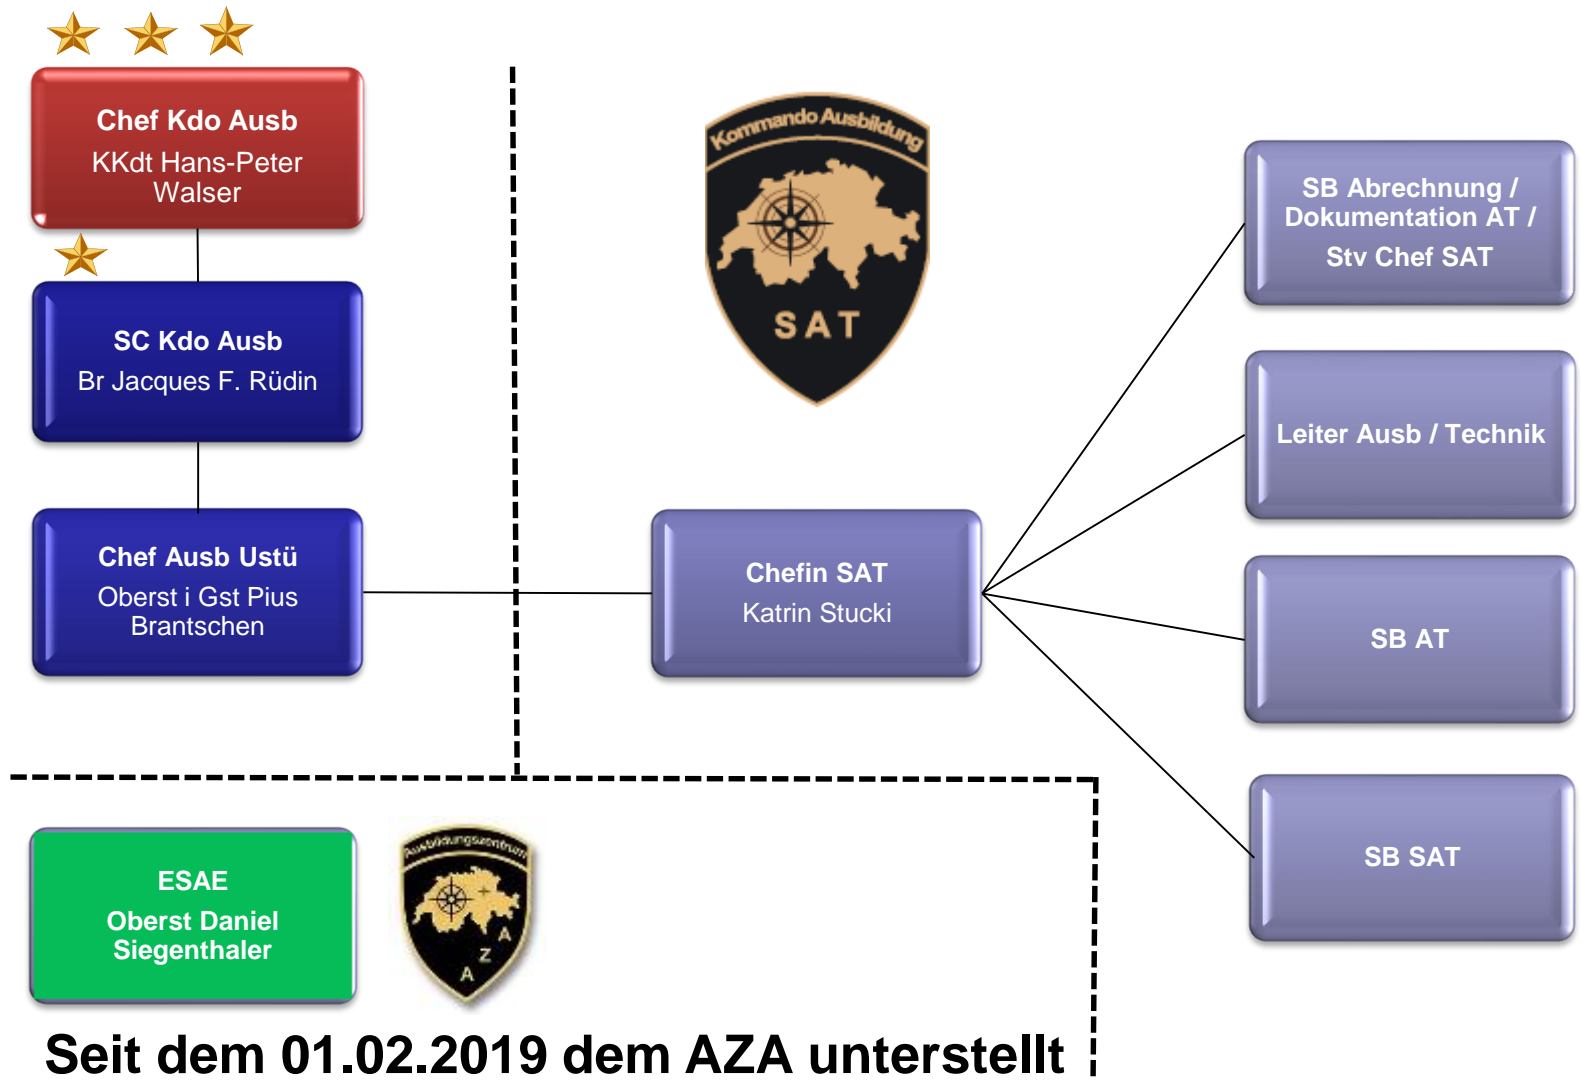 Chef Kdo Ausb
KKdt Hans-Peter
Walser
SC Kdo Ausb
Br Jacques F. Rüdin
Chef Ausb Ustü
Oberst i Gst Pius
Brantschen
Kommando Ausbildung
SAT
Chefin SAT
Katrin Stucki
SB Abrechnung /
Dokumentation AT /
Stv Chef SAT
Leiter Ausb / Technik
SB AT
SB SAT
ESAE
Oberst Daniel
Siegenthaler
Ausbildungszentrum
A
Z
A
Seit dem 01.02.2019 dem AZA unterstellt